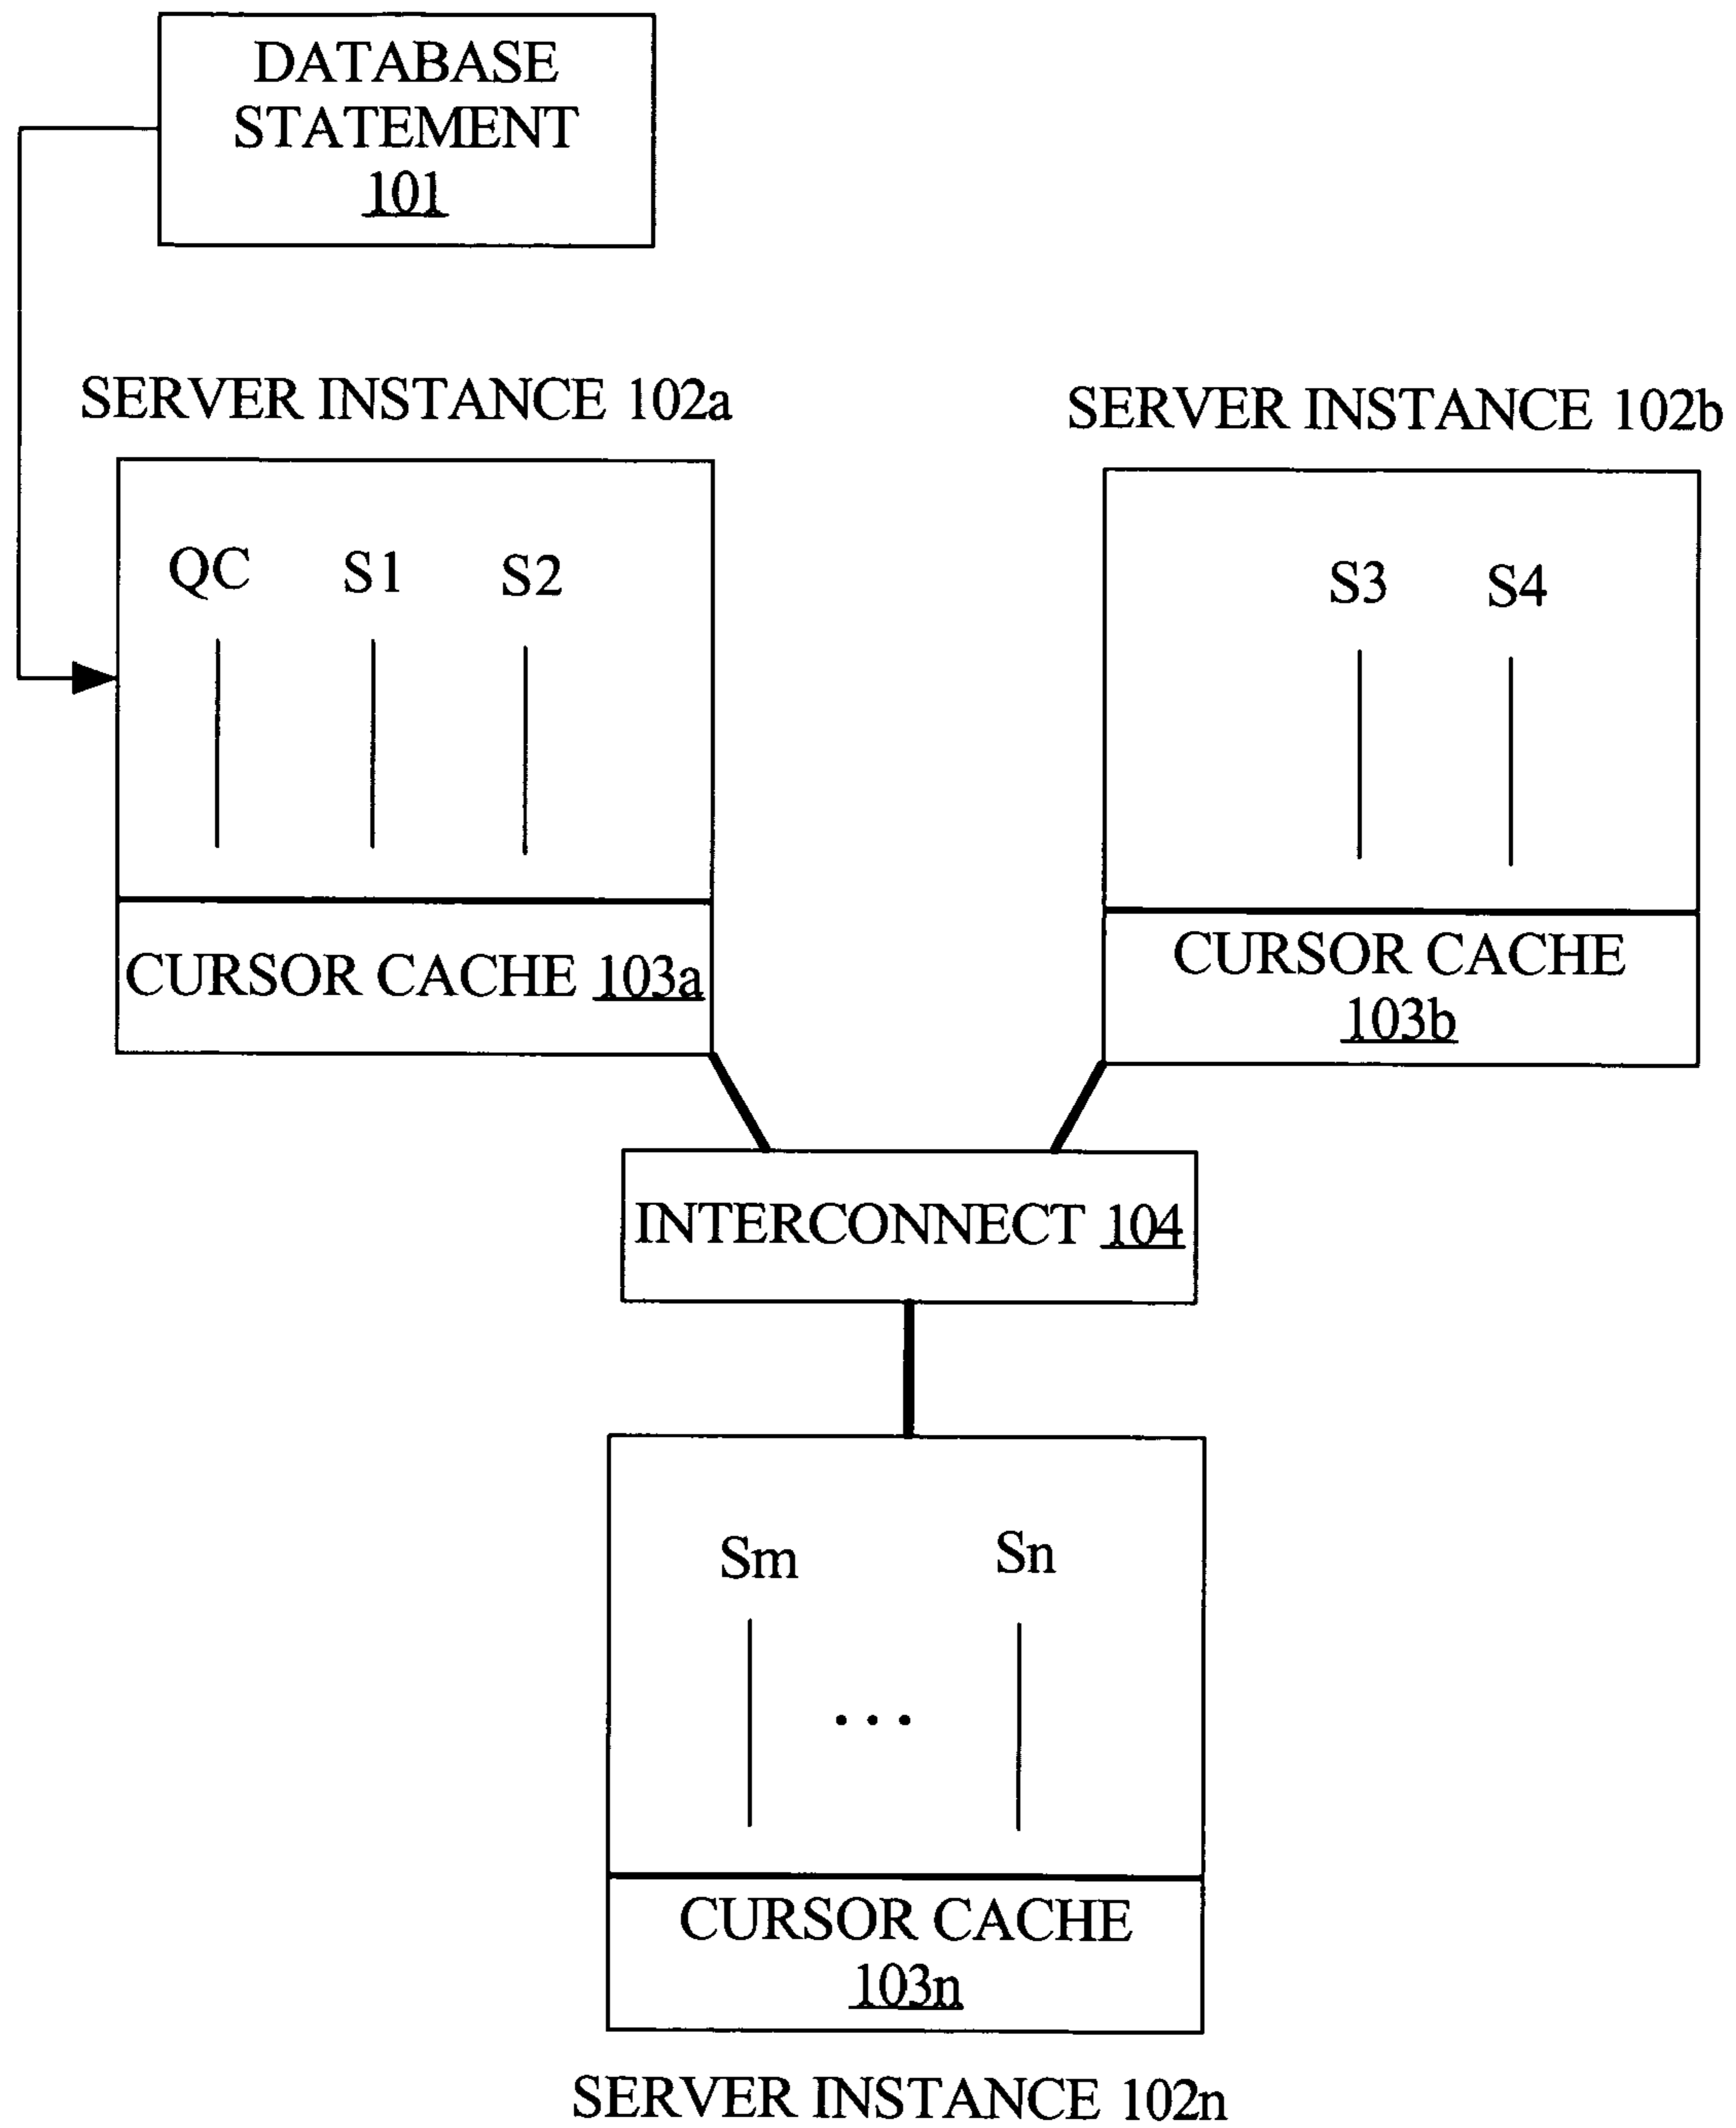 DATABASE
STATEMENT
101
SERVER INSTANCE 102a
SERVER INSTANCE 102b
QC S1 S2
S3 S4
CURSOR CACHE 103a
CURSOR CACHE
103b
INTERCONNECT 104
Sm Sn
...
CURSOR CACHE
103n
SERVER INSTANCE 102n